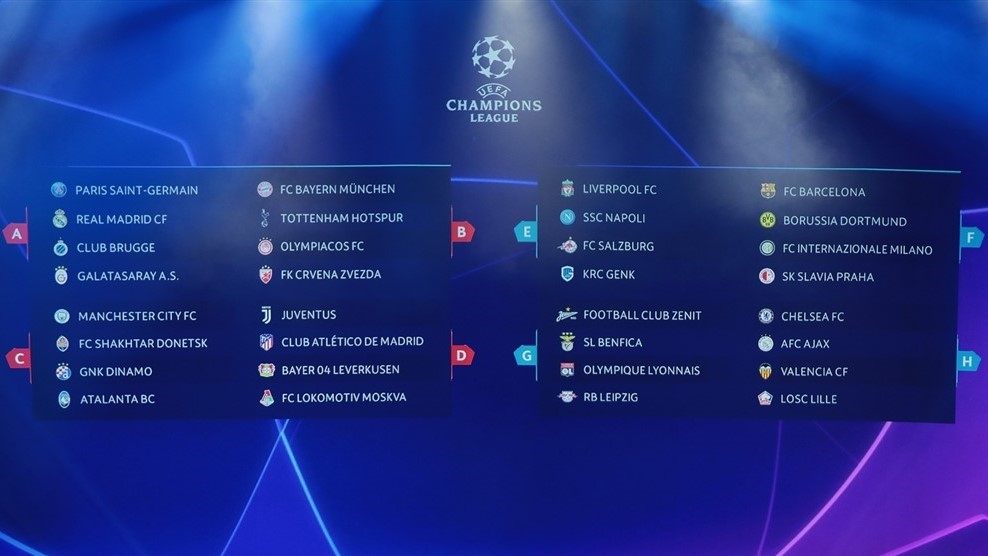 UEFA
CHAMPIONS
LEAGUE
A
PARIS SAINT-GERMAIN
REAL MADRID CF
CLUB BRUGGE
GALATASARAY A.S.
B
FC BAYERN MÜNCHEN
TOTTENHAM HOTSPUR
OLYMPIACOS FC
FK CRVENA ZVEZDA
C
MANCHESTER CITY FC
FC SHAKHTAR DONETSK
GNK DINAMO
ATALANTA BC
D
JUVENTUS
CLUB ATLÉTICO DE MADRID
BAYER 04 LEVERKUSEN
FC LOKOMOTIV MOSKVA
E
LIVERPOOL FC
SSC NAPOLI
FC SALZBURG
KRC GENK
F
FC BARCELONA
BORUSSIA DORTMUND
FC INTERNAZIONALE MILANO
SK SLAVIA PRAHA
G
FOOTBALL CLUB ZENIT
SL BENFICA
OLYMPIQUE LYONNAIS
RB LEIPZIG
H
CHELSEA FC
AFC AJAX
VALENCIA CF
LOSC LILLE